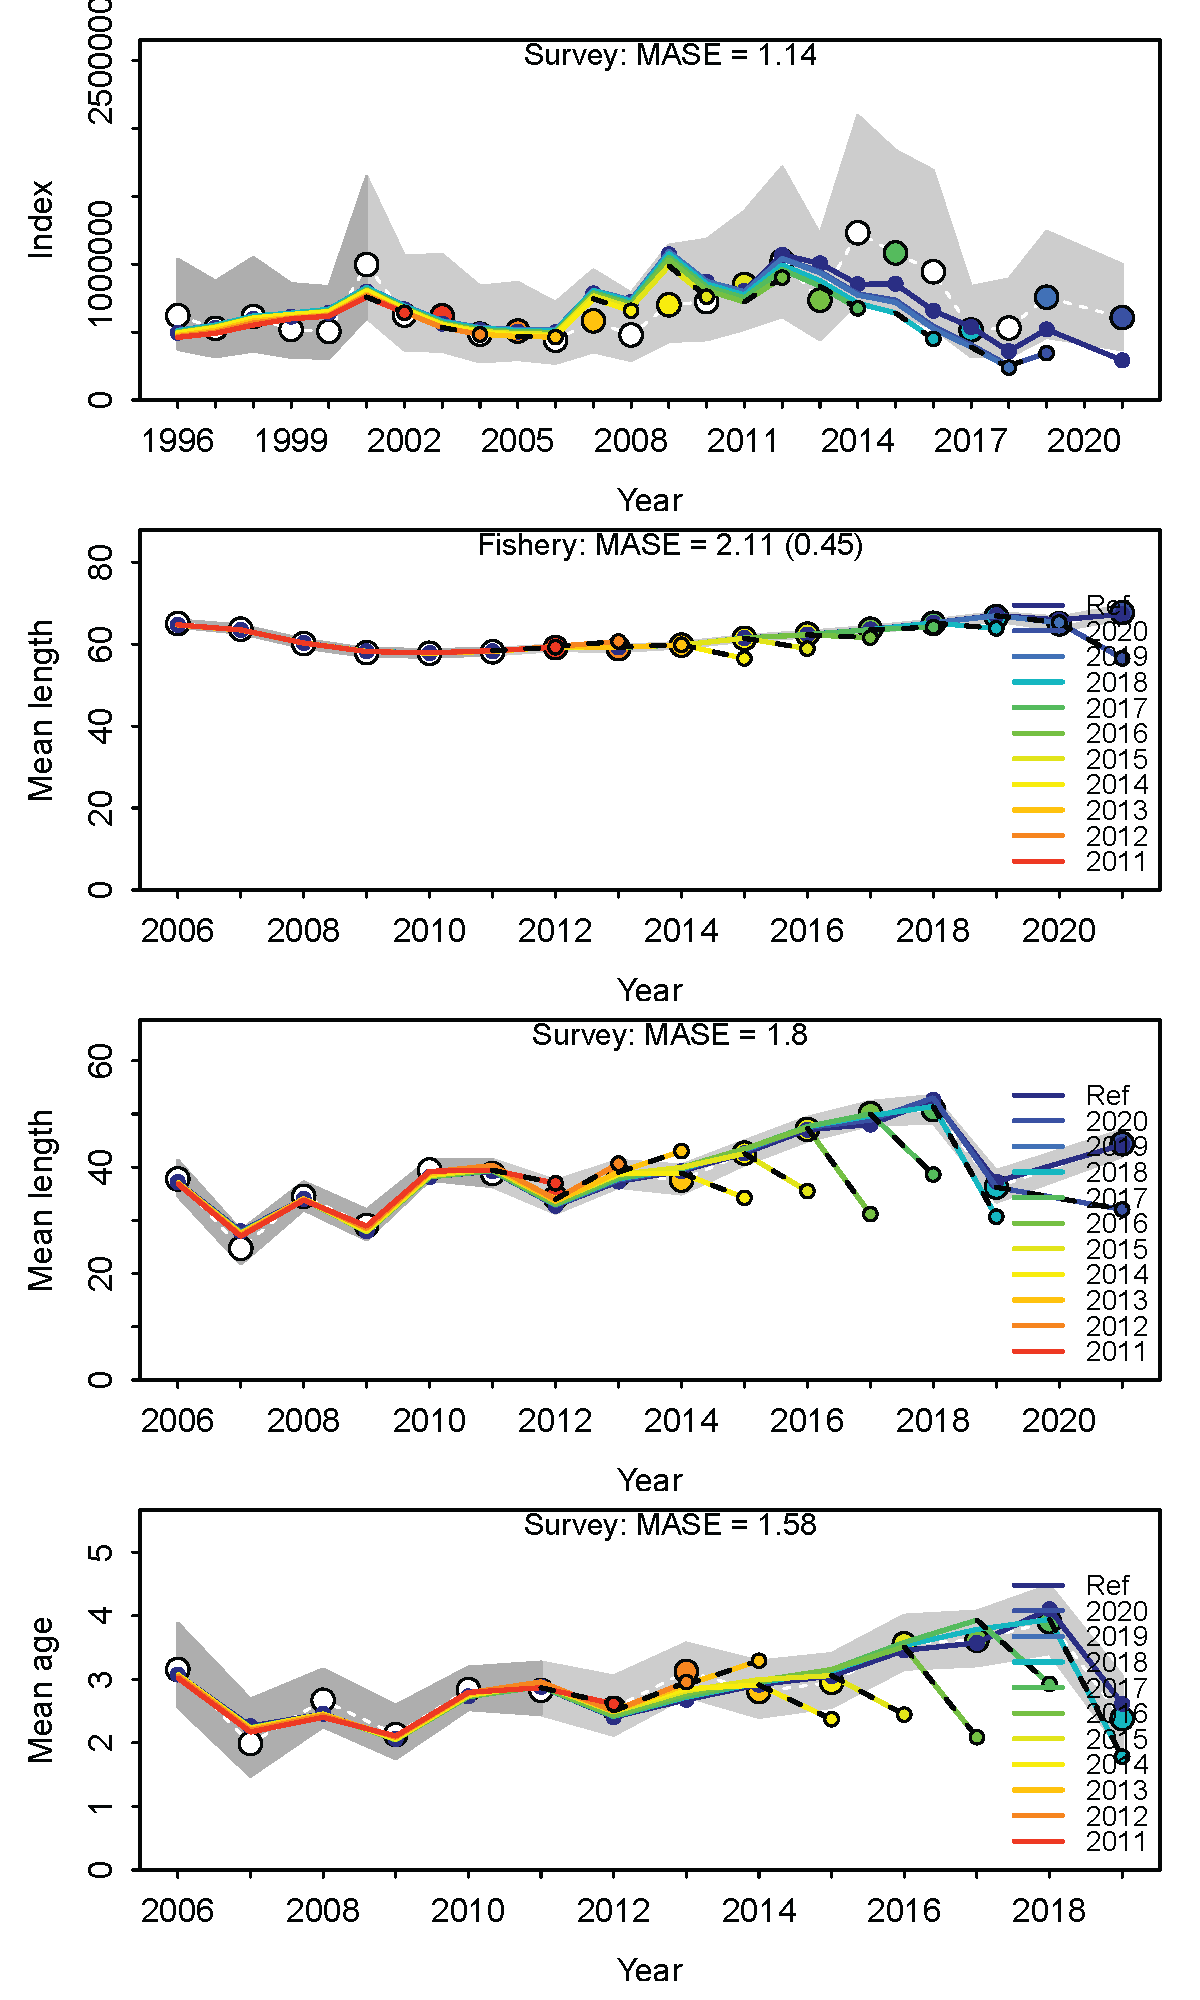 Survey: MASE = 1.14
Index
2500000
1000000
0
1996 1999 2002 2005 2008 2011 2014 2017 2020
Year
Fishery: MASE = 2.11 (0.45)
Mean length
80
60
40
20
0
Ref
2020
2019
2018
2017
2016
2015
2014
2013
2012
2011
2006 2008 2010 2012 2014 2016 2018 2020
Year
Survey: MASE = 1.8
Mean length
60
40
20
0
Ref
2020
2019
2018
2017
2016
2015
2014
2013
2012
2011
2006 2008 2010 2012 2014 2016 2018 2020
Year
Survey: MASE = 1.58
Mean age
5
4
3
2
1
0
Ref
2020
2019
2018
2017
2016
2015
2014
2013
2012
2011
2006 2008 2010 2012 2014 2016 2018
Year